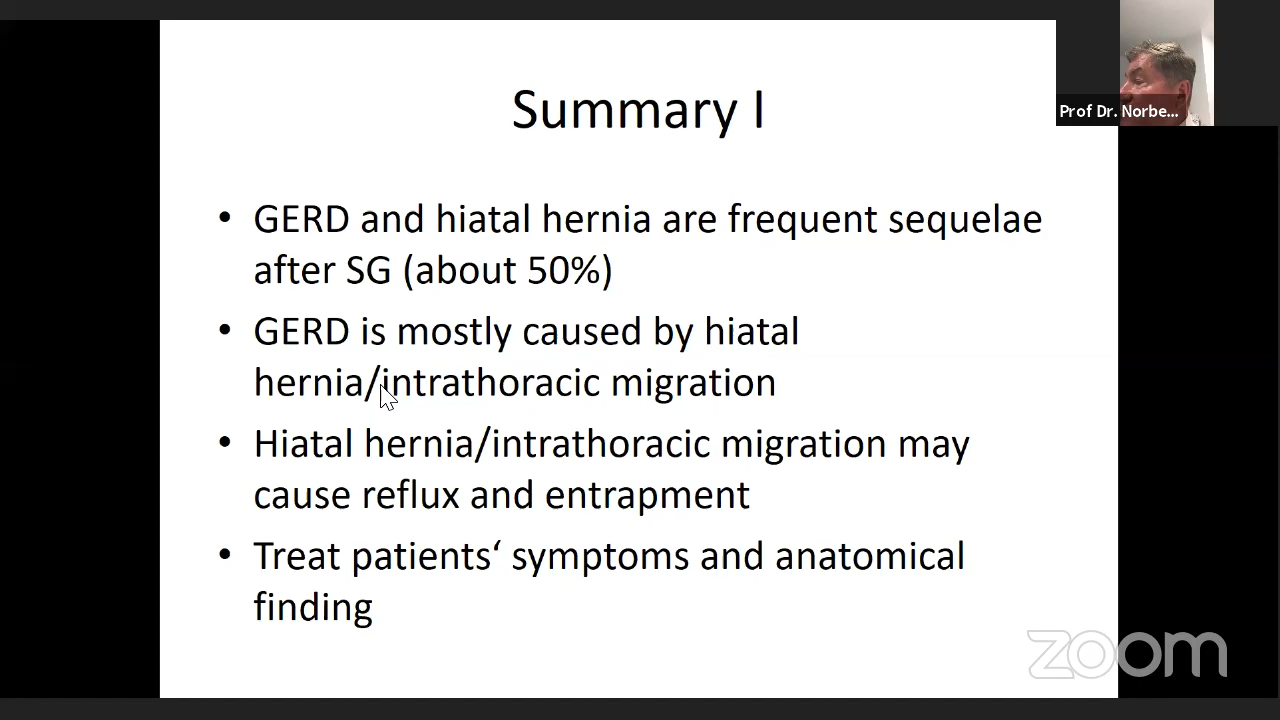 Summary I
Prof Dr. Norbe...
• GERD and hiatal hernia are frequent sequelae
after SG (about 50%)
• GERD is mostly caused by hiatal
hernia/intrathoracic migration
• Hiatal hernia/intrathoracic migration may
cause reflux and entrapment
• Treat patients‘ symptoms and anatomical
finding
zoom